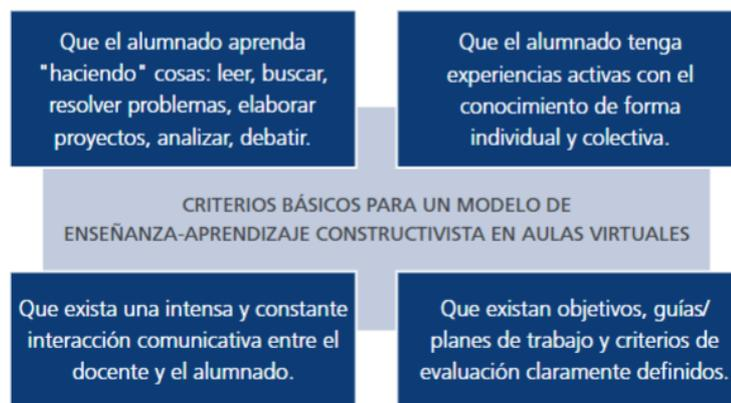 Que el alumnado aprenda
"haciendo" cosas: leer, buscar,
resolver problemas, elaborar
proyectos, analizar, debatir.
Que el alumnado tenga
experiencias activas con el
conocimiento de forma
individual y colectiva.
CRITERIOS BÁSICOS PARA UN MODELO DE
ENSEÑANZA-APRENDIZAJE CONSTRUCTIVISTA EN AULAS VIRTUALES
Que exista una intensa y constante
interacción comunicativa entre el
docente y el alumnado.
Que existan objetivos, guías/
planes de trabajo y criterios de
evaluación claramente definidos.